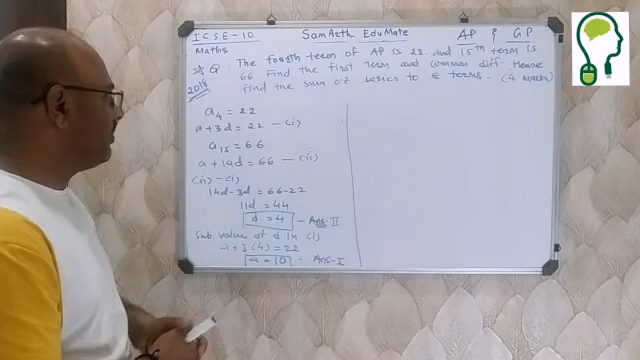 ICSE-10 SamArth EduMate AP & GP
Maths
Q. The fourth term of AP is 22 and 15th term is
66. Find the first term and common diff. Hence
2018 Find the sum of series to 8 terms. (4 marks)
a4 = 22
a+3d = 22 - (i)
a15 = 66
a + 14d = 66 - (ii)
(ii) - (i)
14d-3d = 66-22
11d = 44
d = 4 - Ans-II
Sub. value of d in (i)
a+3(4) = 22
a = 10 - Ans-I